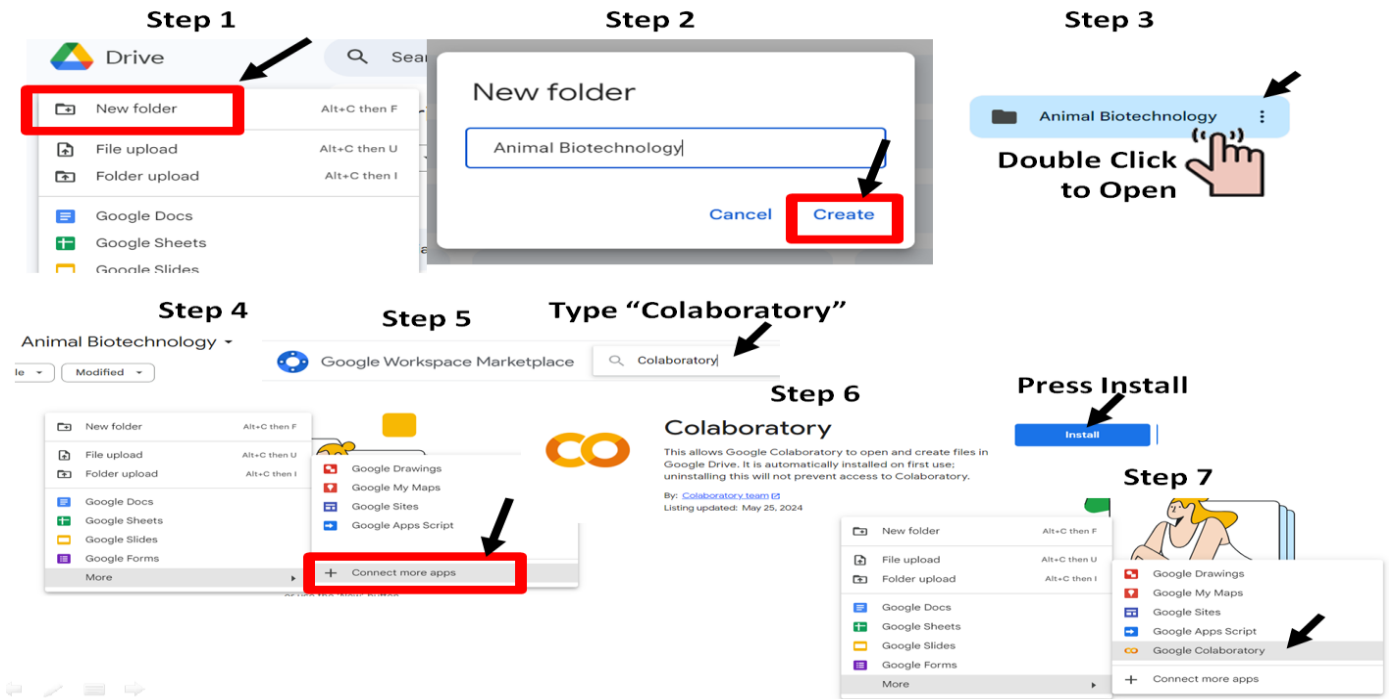 Step 1
Drive
Sear
New folder Alt+C then F
File upload Alt+C then U
Folder upload Alt+C then I
Google Docs
Google Sheets
Google Slides
Step 2
New folder
Animal Biotechnology
Cancel Create
Step 3
Animal Biotechnology
Double Click
to Open
Step 4
Animal Biotechnology
le Modified
New folder Alt+C then F
File upload Alt+C then U
Folder upload Alt+C then I
Google Docs
Google Sheets
Google Slides
Google Forms
More
Google Drawings
Google My Maps
Google Sites
Google Apps Script
+ Connect more apps
Step 5
Type “Colaboratory”
Google Workspace Marketplace
Colaboratory
Step 6
Colaboratory
This allows Google Colaboratory to open and create files in
Google Drive. It is automatically installed on first use;
uninstalling this will not prevent access to Colaboratory.
By: Colaboratory team
Listing updated: May 25, 2024
Press Install
Install
Step 7
New folder Alt+C then F
File upload Alt+C then U
Folder upload Alt+C then I
Google Docs
Google Sheets
Google Slides
Google Forms
More
Google Drawings
Google My Maps
Google Sites
Google Apps Script
Google Colaboratory
+ Connect more apps